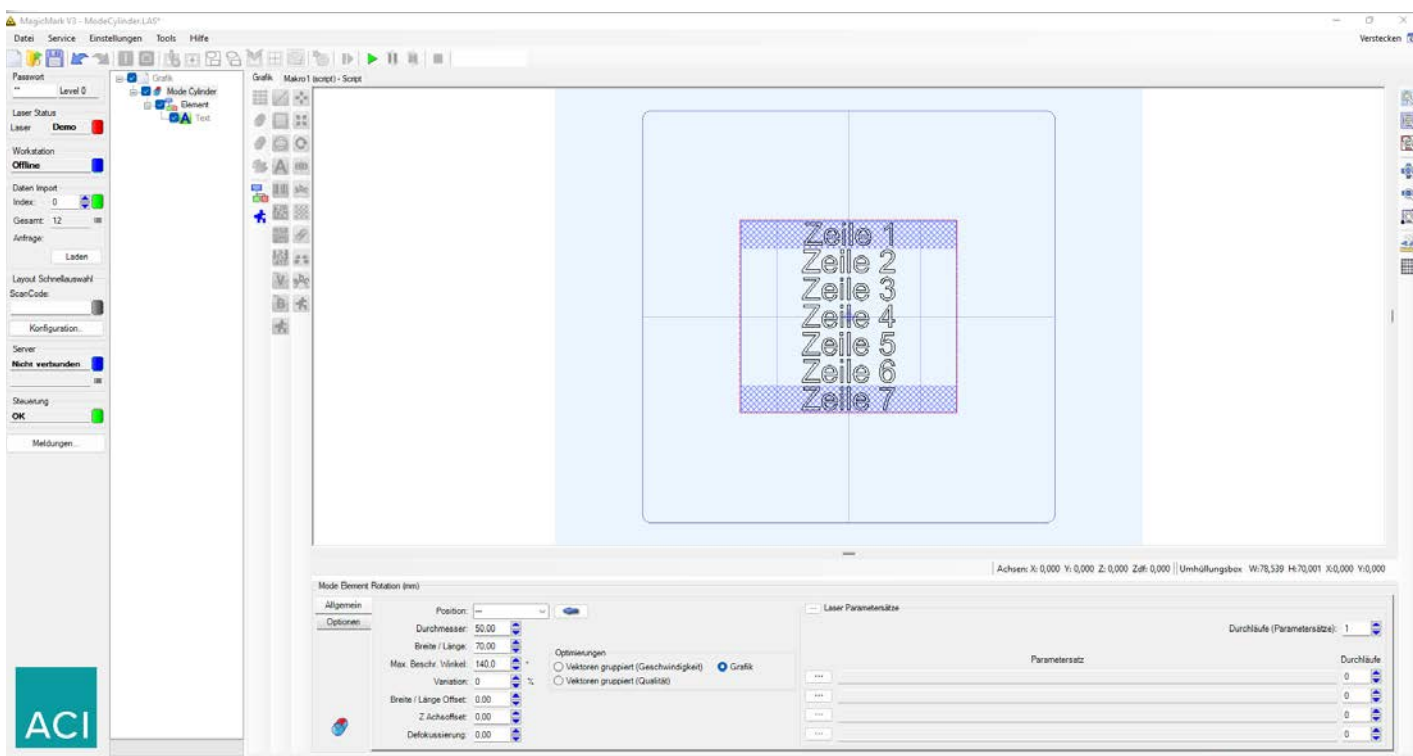 MagicMark V3 - ModeCylinder.LAS*
Datei Service Einstellungen Tools Hilfe
Verstecken
Passwort
** Level 0
Laser Status
Laser Demo
Workstation
Offline
Daten Import
Index: 0
Gesamt: 12
Anfrage:
Laden
Layout Schnellauswahl
ScanCode:
Konfiguration...
Server
Nicht verbunden
Steuerung
OK
Meldungen...
ACI
Grafik
Mode Cylinder
Element
Text
Grafik Makro1 (script) - Script
Zeile 1
Zeile 2
Zeile 3
Zeile 4
Zeile 5
Zeile 6
Zeile 7
Achsen: X: 0,000 Y: 0,000 Z: 0,000 Zdf: 0,000 Umhüllungsbox W:78,539 H:70,001 X:0,000 Y:0,000
Mode Element Rotation (mm)
Allgemein
Optionen
Position: ---
Durchmesser: 50.00
Breite / Länge: 70.00
Max. Beschr. Winkel: 140.0 °
Variation: 0 %
Breite / Länge Offset: 0.00
Z Achsoffset: 0.00
Defokussierung: 0.00
Optimierungen
Vektoren gruppiert (Geschwindigkeit) Grafik
Vektoren gruppiert (Qualität)
... Laser Parametersätze
Durchläufe (Parametersätze): 1
Parametersatz Durchläufe
... 0
... 0
... 0
... 0